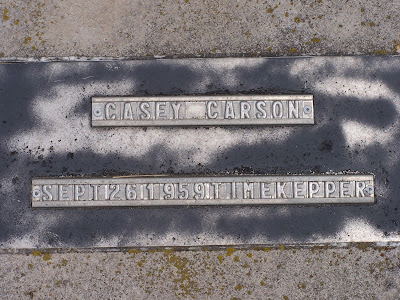 CASEY CARSON
SEPT 26 1959 TIMEKEPPER